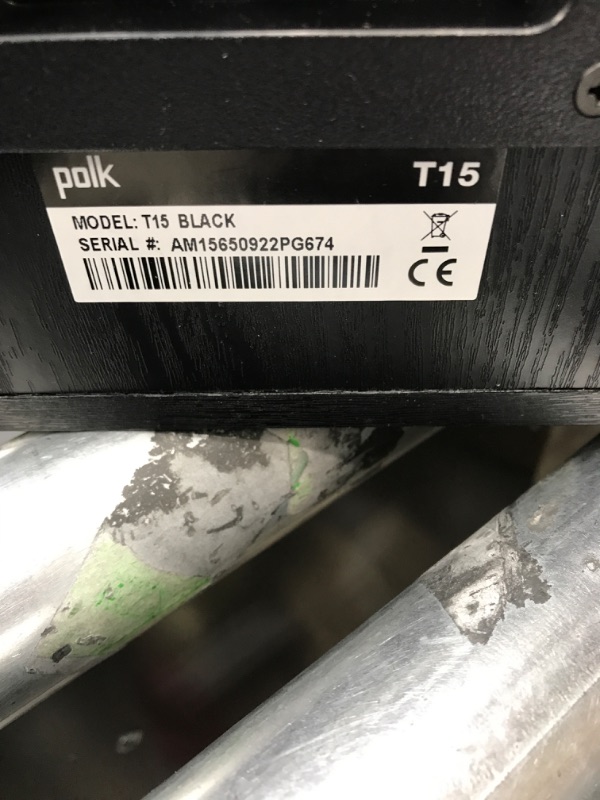 polk T15
MODEL: T15 BLACK
SERIAL #: AM15650922PG674
CE